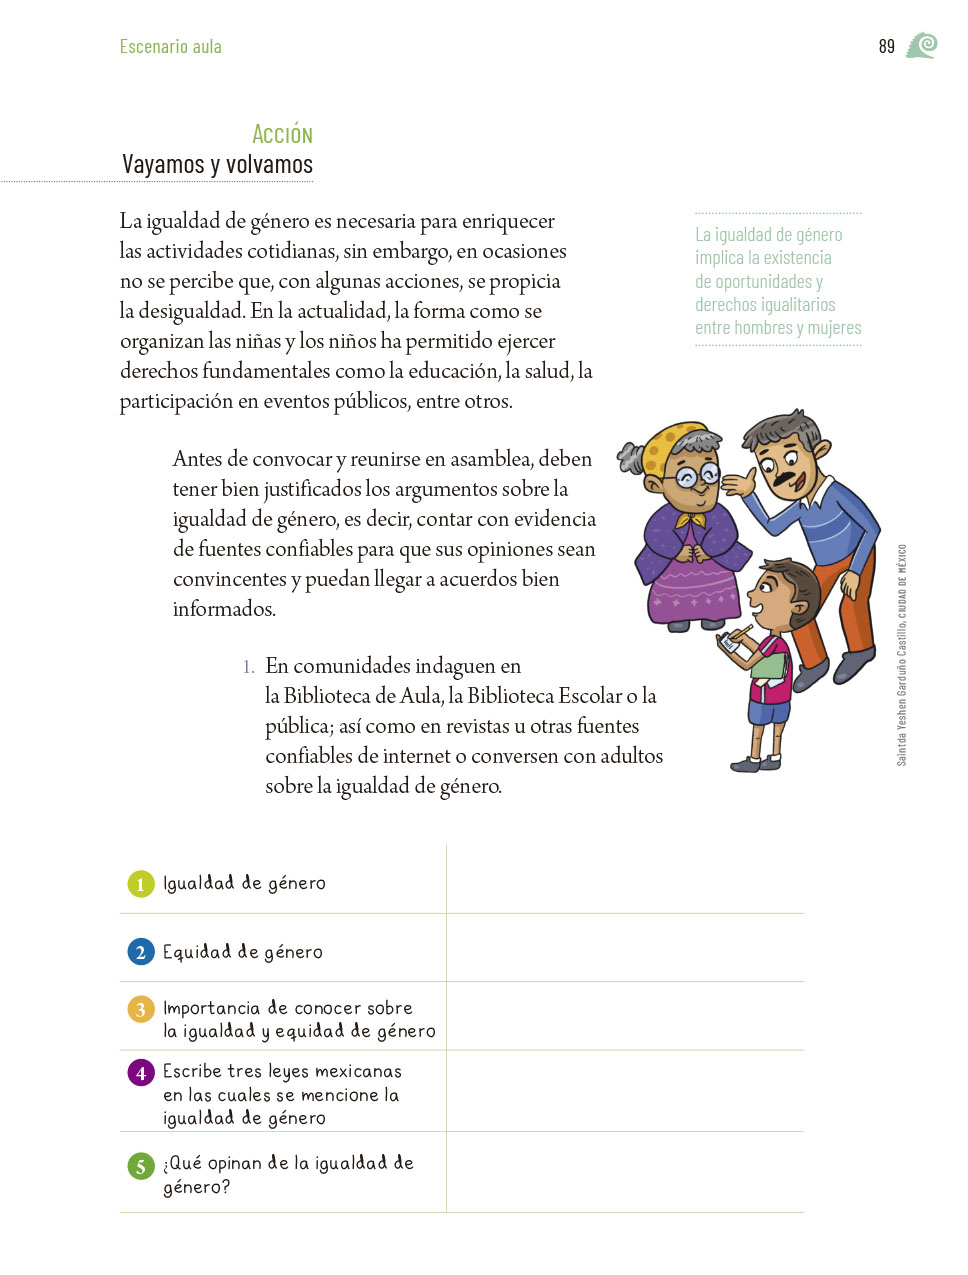 Escenario aula
89
Acción
Vayamos y volvamos
La igualdad de género es necesaria para enriquecer
las actividades cotidianas, sin embargo, en ocasiones
no se percibe que, con algunas acciones, se propicia
la desigualdad. En la actualidad, la forma como se
organizan las niñas y los niños ha permitido ejercer
derechos fundamentales como la educación, la salud, la
participación en eventos públicos, entre otros.
La igualdad de género
implica la existencia
de oportunidades y
derechos igualitarios
entre hombres y mujeres
Antes de convocar y reunirse en asamblea, deben
tener bien justificados los argumentos sobre la
igualdad de género, es decir, contar con evidencia
de fuentes confiables para que sus opiniones sean
convincentes y puedan llegar a acuerdos bien
informados.
1. En comunidades indaguen en
la Biblioteca de Aula, la Biblioteca Escolar o la
pública; así como en revistas u otras fuentes
confiables de internet o conversen con adultos
sobre la igualdad de género.
Saintda Yeshen Garduño Castillo, CIUDAD DE MÉXICO
1 Igualdad de género
2 Equidad de género
3 Importancia de conocer sobre
la igualdad y equidad de género
4 Escribe tres leyes mexicanas
en las cuales se mencione la
igualdad de género
5 ¿Qué opinan de la igualdad de
género?